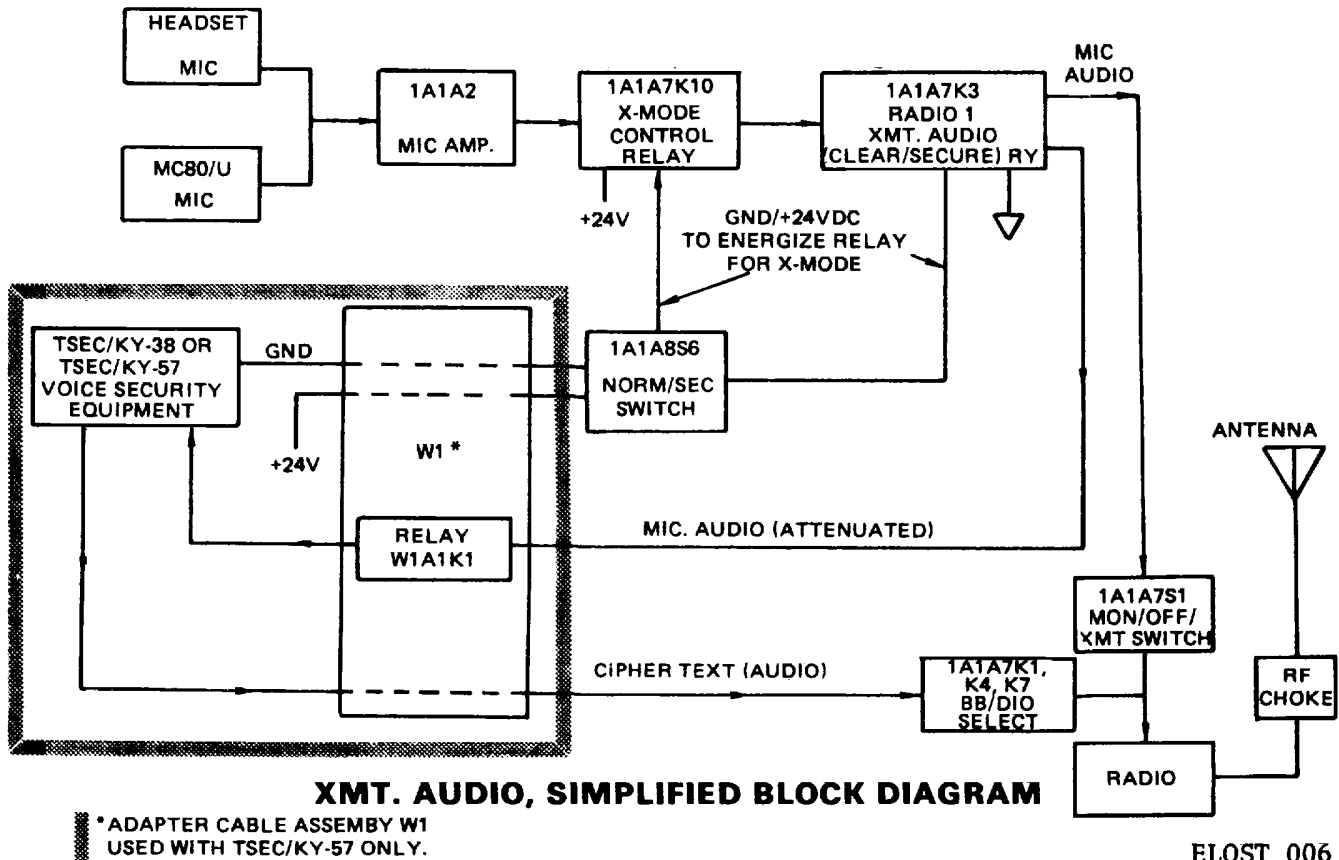 HEADSET
MIC
MC80/U
MIC
1A1A2
MIC AMP.
1A1A7K10
X-MODE
CONTROL
RELAY
+24V
1A1A7K3
RADIO 1
XMT. AUDIO
(CLEAR/SECURE) RY
MIC
AUDIO
GND/+24VDC
TO ENERGIZE RELAY
FOR X-MODE
TSEC/KY-38 OR
TSEC/KY-57
VOICE SECURITY
EQUIPMENT
GND
+24V
W1 *
1A1A8S6
NORM/SEC
SWITCH
RELAY
W1A1K1
MIC. AUDIO (ATTENUATED)
ANTENNA
1A1A7S1
MON/OFF/
XMT SWITCH
CIPHER TEXT (AUDIO)
1A1A7K1,
K4, K7
BB/DIO
SELECT
RF
CHOKE
RADIO
XMT. AUDIO, SIMPLIFIED BLOCK DIAGRAM
*ADAPTER CABLE ASSEMBY W1
USED WITH TSEC/KY-57 ONLY.
ELOST 006